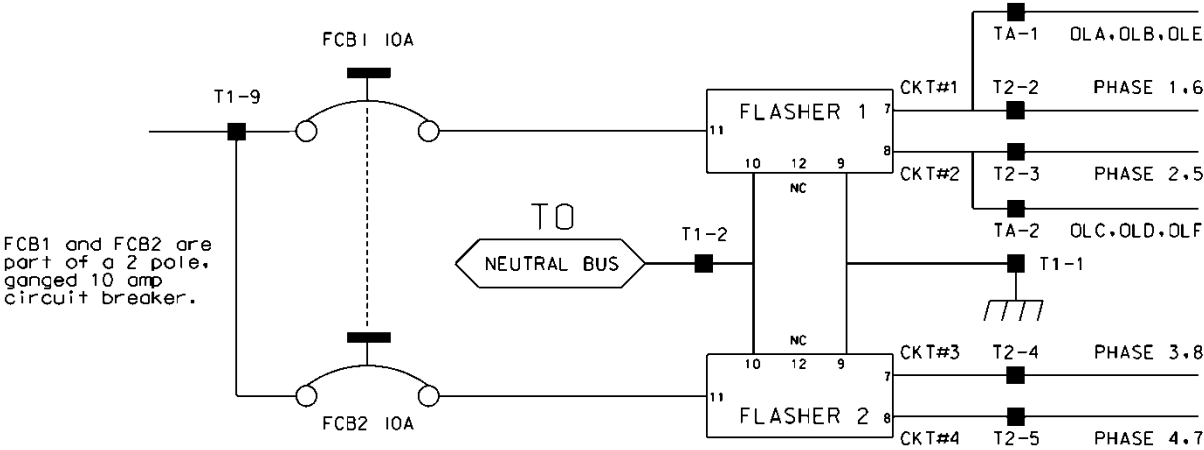 FCB1 10A
T1-9
FCB1 and FCB2 are
part of a 2 pole,
ganged 10 amp
circuit breaker.
FCB2 10A
TO
NEUTRAL BUS
T1-2
11
FLASHER 1
7
8
10 12 9
NC
CKT#1
CKT#2
TA-1 OLA,OLB,OLE
T2-2 PHASE 1,6
T2-3 PHASE 2,5
TA-2 OLC,OLD,OLF
T1-1
NC
10 12 9
11
FLASHER 2
7
8
CKT#3 T2-4 PHASE 3,8
CKT#4 T2-5 PHASE 4,7